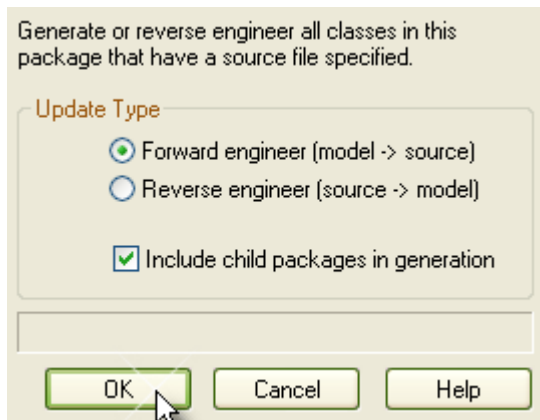 Generate or reverse engineer all classes in this
package that have a source file specified.
Update Type
Forward engineer (model -> source)
Reverse engineer (source -> model)
Include child packages in generation
OK
Cancel
Help